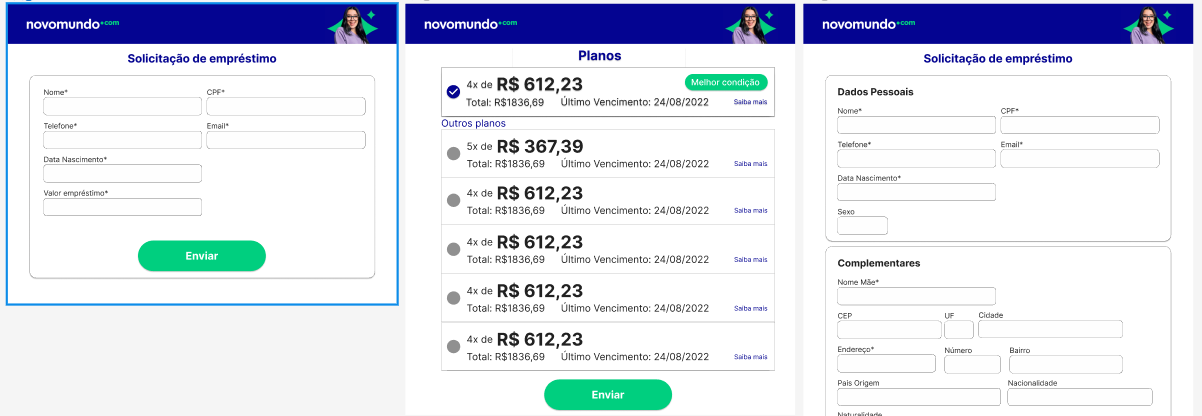 novomundo.com
Solicitação de empréstimo
Nome* CPF*
Telefone* Email*
Data Nascimento*
Valor empréstimo*
Enviar
novomundo.com
Planos
4x de R$ 612,23 Melhor condição
Total: R$1836,69 Último Vencimento: 24/08/2022 Saiba mais
Outros planos
5x de R$ 367,39
Total: R$1836,69 Último Vencimento: 24/08/2022 Saiba mais
4x de R$ 612,23
Total: R$1836,69 Último Vencimento: 24/08/2022 Saiba mais
4x de R$ 612,23
Total: R$1836,69 Último Vencimento: 24/08/2022 Saiba mais
4x de R$ 612,23
Total: R$1836,69 Último Vencimento: 24/08/2022 Saiba mais
4x de R$ 612,23
Total: R$1836,69 Último Vencimento: 24/08/2022 Saiba mais
Enviar
novomundo.com
Solicitação de empréstimo
Dados Pessoais
Nome* CPF*
Telefone* Email*
Data Nascimento*
Sexo
Complementares
Nome Mãe*
CEP UF Cidade
Endereço* Número Bairro
Pais Origem Nacionalidade
Naturalidade